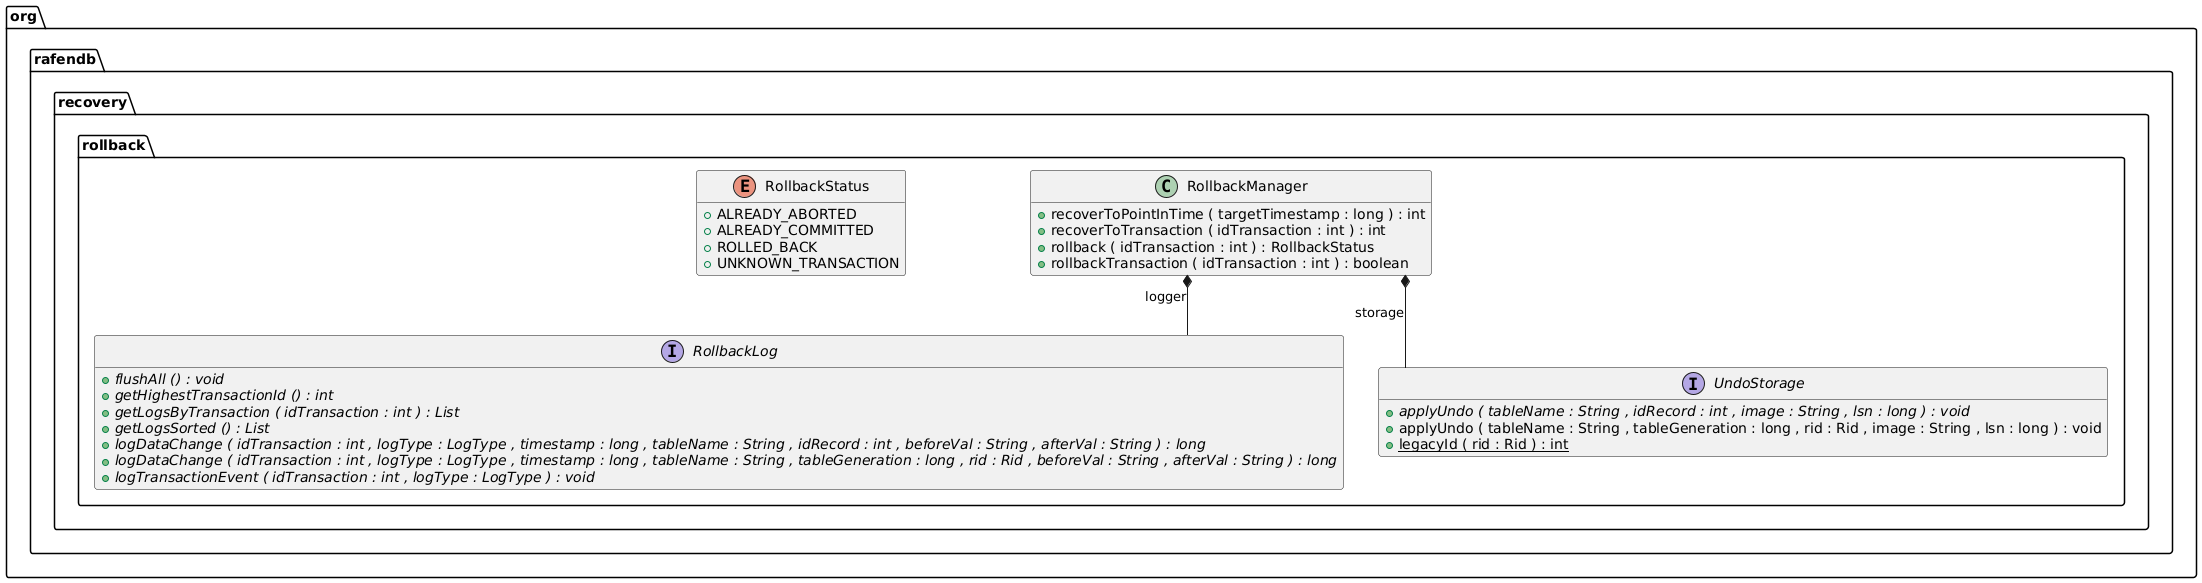 org
rafendb
recovery
rollback
RollbackStatus
ALREADY_ABORTED
ALREADY_COMMITTED
ROLLED_BACK
UNKNOWN_TRANSACTION
RollbackManager
recoverToPointInTime ( targetTimestamp : long ) : int
recoverToTransaction ( idTransaction : int ) : int
rollback ( idTransaction : int ) : RollbackStatus
rollbackTransaction ( idTransaction : int ) : boolean
logger
storage
RollbackLog
flushAll () : void
getHighestTransactionId () : int
getLogsByTransaction ( idTransaction : int ) : List
getLogsSorted () : List
logDataChange ( idTransaction : int , logType : LogType , timestamp : long , tableName : String , idRecord : int , beforeVal : String , afterVal : String ) : long
logDataChange ( idTransaction : int , logType : LogType , timestamp : long , tableName : String , tableGeneration : long , rid : Rid , beforeVal : String , afterVal : String ) : long
logTransactionEvent ( idTransaction : int , logType : LogType ) : void
UndoStorage
applyUndo ( tableName : String , idRecord : int , image : String , lsn : long ) : void
applyUndo ( tableName : String , tableGeneration : long , rid : Rid , image : String , lsn : long ) : void
legacyId ( rid : Rid ) : int